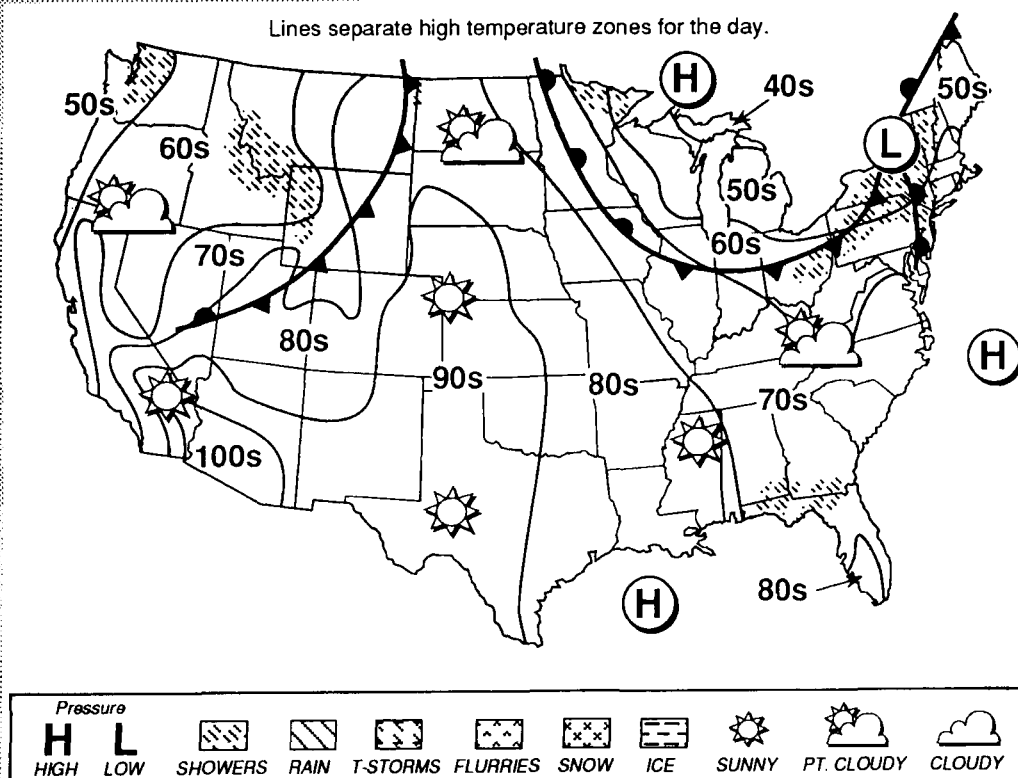 Lines separate high temperature zones for the day.
H
40s
50s
50s
60s
L
50s
60s
70s
H
80s
90s
80s
70s
100s
80s
H
Pressure
H L
HIGH LOW SHOWERS RAIN T-STORMS FLURRIES SNOW ICE SUNNY PT. CLOUDY CLOUDY